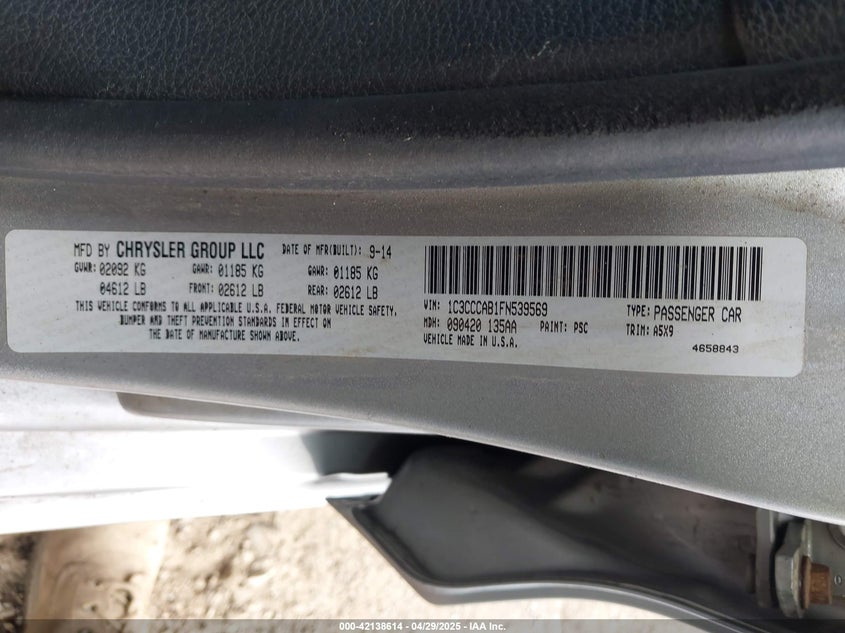 MFD BY CHRYSLER GROUP LLC DATE OF MFR(BUILT): 9-14
GVWR: 02092 KG GAWR: 01185 KG GAWR: 01185 KG
04612 LB FRONT: 02612 LB REAR: 02612 LB
THIS VEHICLE CONFORMS TO ALL APPLICABLE U.S.A. FEDERAL MOTOR VEHICLE SAFETY,
BUMPER AND THEFT PREVENTION STANDARDS IN EFFECT ON
THE DATE OF MANUFACTURE SHOWN ABOVE.
VIN: 1C3CCCAB1FN539569 TYPE: PASSENGER CAR
MDH: 090420 135AA PAINT: PSC TRIM: A5X9
VEHICLE MADE IN U.S.A.
4658843
000-42138614 / 04/29/2025 - IAA Inc.